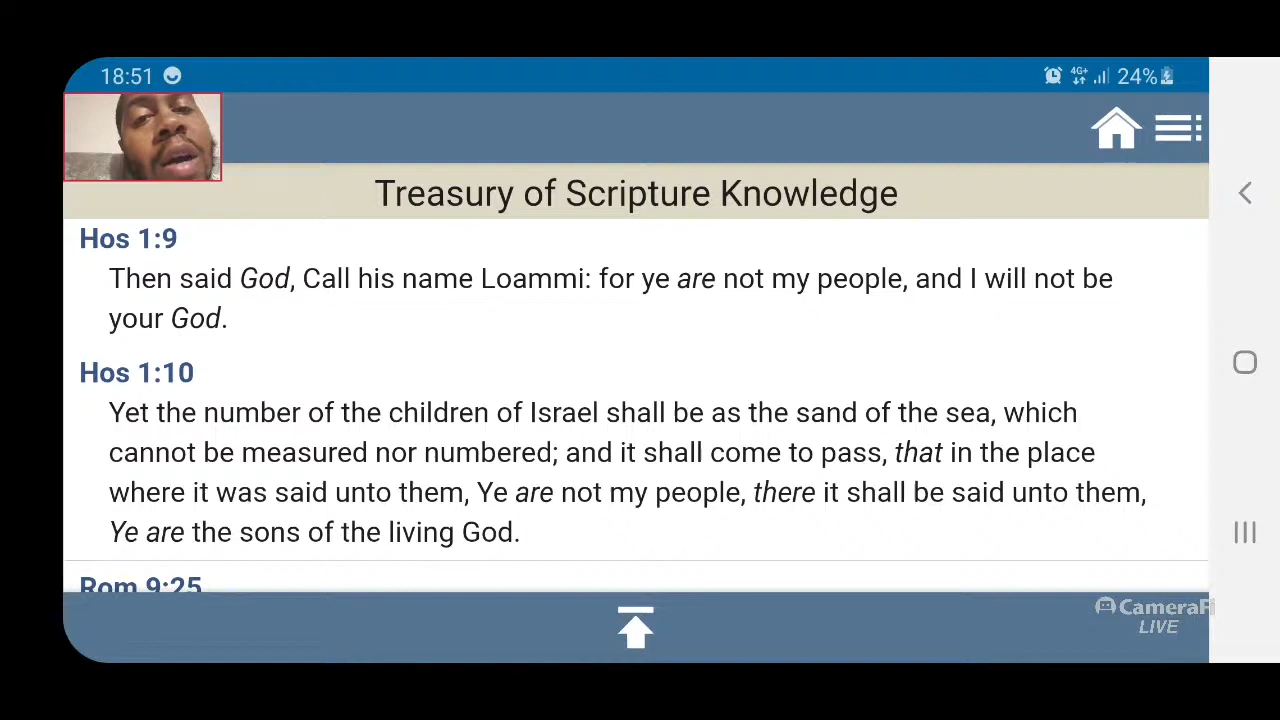 18:51
4G+ 24%
Treasury of Scripture Knowledge
Hos 1:9
Then said God, Call his name Loammi: for ye are not my people, and I will not be
your God.
Hos 1:10
Yet the number of the children of Israel shall be as the sand of the sea, which
cannot be measured nor numbered; and it shall come to pass, that in the place
where it was said unto them, Ye are not my people, there it shall be said unto them,
Ye are the sons of the living God.
Rom 9:25
CameraFi
LIVE